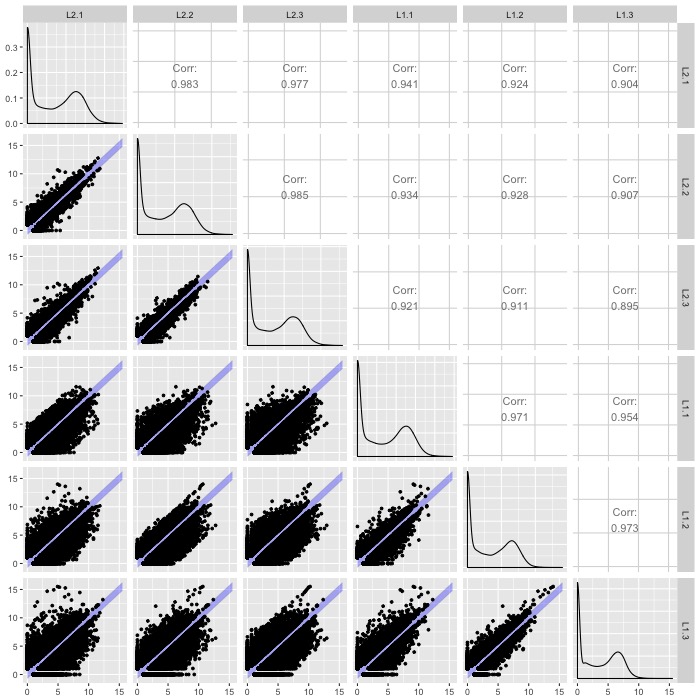 L2.1 L2.2 L2.3 L1.1 L1.2 L1.3
0.3
0.2
0.1
0.0
Corr:
0.983
Corr:
0.977
Corr:
0.941
Corr:
0.924
Corr:
0.904
L2.1
15
10
5
0
Corr:
0.985
Corr:
0.934
Corr:
0.928
Corr:
0.907
L2.2
15
10
5
0
Corr:
0.921
Corr:
0.911
Corr:
0.895
L2.3
15
10
5
0
Corr:
0.971
Corr:
0.954
L1.1
15
10
5
0
Corr:
0.973
L1.2
15
10
5
0
L1.3
0 5 10 15 0 5 10 15 0 5 10 15 0 5 10 15 0 5 10 15 0 5 10 15